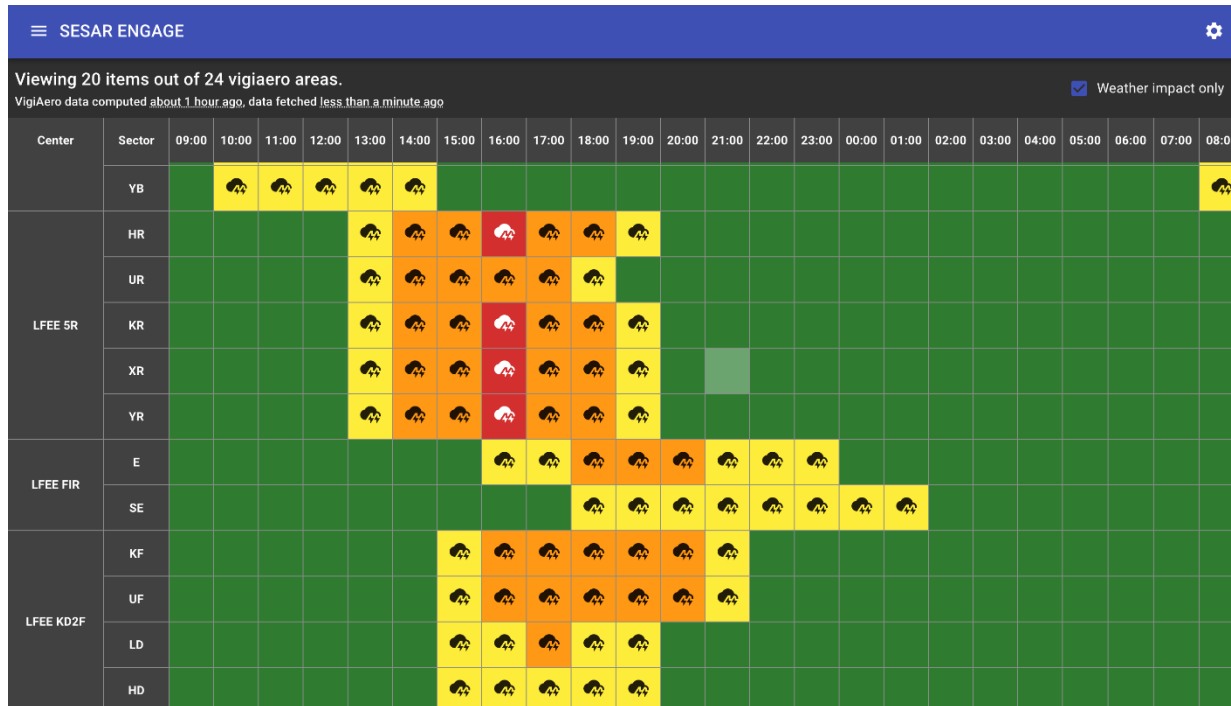 SESAR ENGAGE
Viewing 20 items out of 24 vigiaero areas.
VigiAero data computed about 1 hour ago, data fetched less than a minute ago
Weather impact only
Center Sector 09:00 10:00 11:00 12:00 13:00 14:00 15:00 16:00 17:00 18:00 19:00 20:00 21:00 22:00 23:00 00:00 01:00 02:00 03:00 04:00 05:00 06:00 07:00 08:0
YB
HR
UR
LFEE 5R KR
XR
YR
LFEE FIR
E
SE
KF
LFEE KD2F
UF
LD
HD